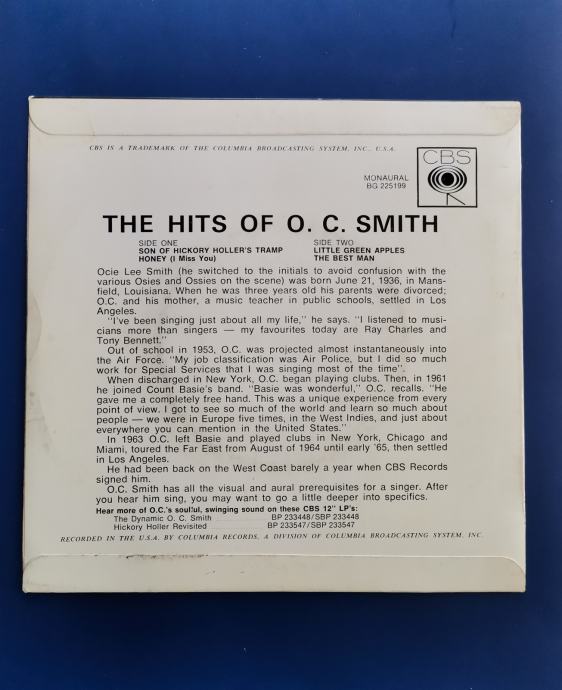 CBS IS A TRADEMARK OF THE COLUMBIA BROADCASTING SYSTEM, INC., U.S.A.
CBS
MONAURAL
BG 225199
THE HITS OF O. C. SMITH
SIDE ONE
SON OF HICKORY HOLLER'S TRAMP
HONEY (I Miss You)
SIDE TWO
LITTLE GREEN APPLES
THE BEST MAN
Ocie Lee Smith (he switched to the initials to avoid confusion with the
various Osies and Ossies on the scene) was born June 21, 1936, in Mans-
field, Louisiana. When he was three years old his parents were divorced;
O.C. and his mother, a music teacher in public schools, settled in Los
Angeles.
"I've been singing just about all my life," he says. "I listened to musi-
cians more than singers — my favourites today are Ray Charles and
Tony Bennett."
Out of school in 1953, O.C. was projected almost instantaneously into
the Air Force. "My job classification was Air Police, but I did so much
work for Special Services that I was singing most of the time".
When discharged in New York, O.C. began playing clubs. Then, in 1961
he joined Count Basie's band. "Basie was wonderful," O.C. recalls. "He
gave me a completely free hand. This was a unique experience from every
point of view. I got to see so much of the world and learn so much about
people — we were in Europe five times, in the West Indies, and just about
everywhere you can mention in the United States."
In 1963 O.C. left Basie and played clubs in New York, Chicago and
Miami, toured the Far East from August of 1964 until early '65, then settled
in Los Angeles.
He had been back on the West Coast barely a year when CBS Records
signed him.
O.C. Smith has all the visual and aural prerequisites for a singer. After
you hear him sing, you may want to go a little deeper into specifics.
Hear more of O.C.'s soulful, swinging sound on these CBS 12" LP's:
The Dynamic O. C. Smith BP 233448/SBP 233448
Hickory Holler Revisited BP 233547/SBP 233547
RECORDED IN THE U.S.A. BY COLUMBIA RECORDS, A DIVISION OF COLUMBIA BROADCASTING SYSTEM, INC.